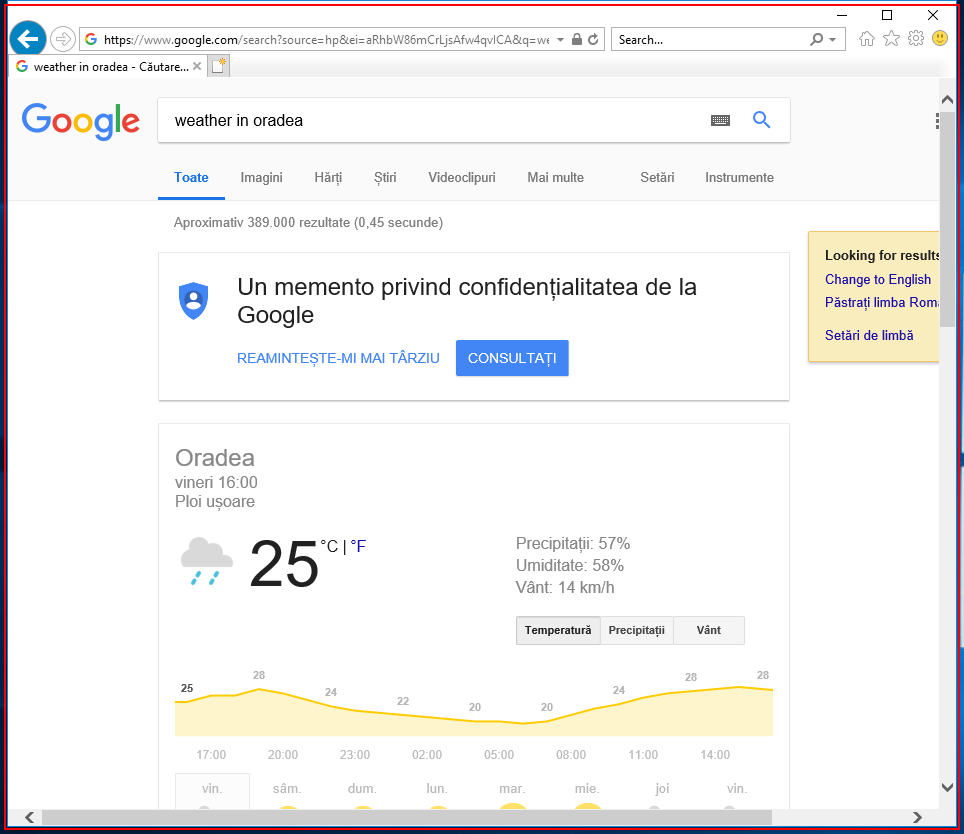 https://www.google.com/search?source=hp&ei=aRhbW86mCrLjsAfw4qvICA&q=we
Search...
weather in oradea - Căutare...
Google
weather in oradea
Toate Imagini Hărți Știri Videoclipuri Mai multe Setări Instrumente
Aproximativ 389.000 rezultate (0,45 secunde)
Looking for results
Change to English
Păstrați limba Româ
Setări de limbă
Un memento privind confidențialitatea de la
Google
REAMINTEȘTE-MI MAI TÂRZIU CONSULTAȚI
Oradea
vineri 16:00
Ploi ușoare
25 °C | °F
Precipitații: 57%
Umiditate: 58%
Vânt: 14 km/h
Temperatură Precipitații Vânt
25 28 24 22 20 20 24 28 28
17:00 20:00 23:00 02:00 05:00 08:00 11:00 14:00
vin. sâm. dum. lun. mar. mie. joi vin.